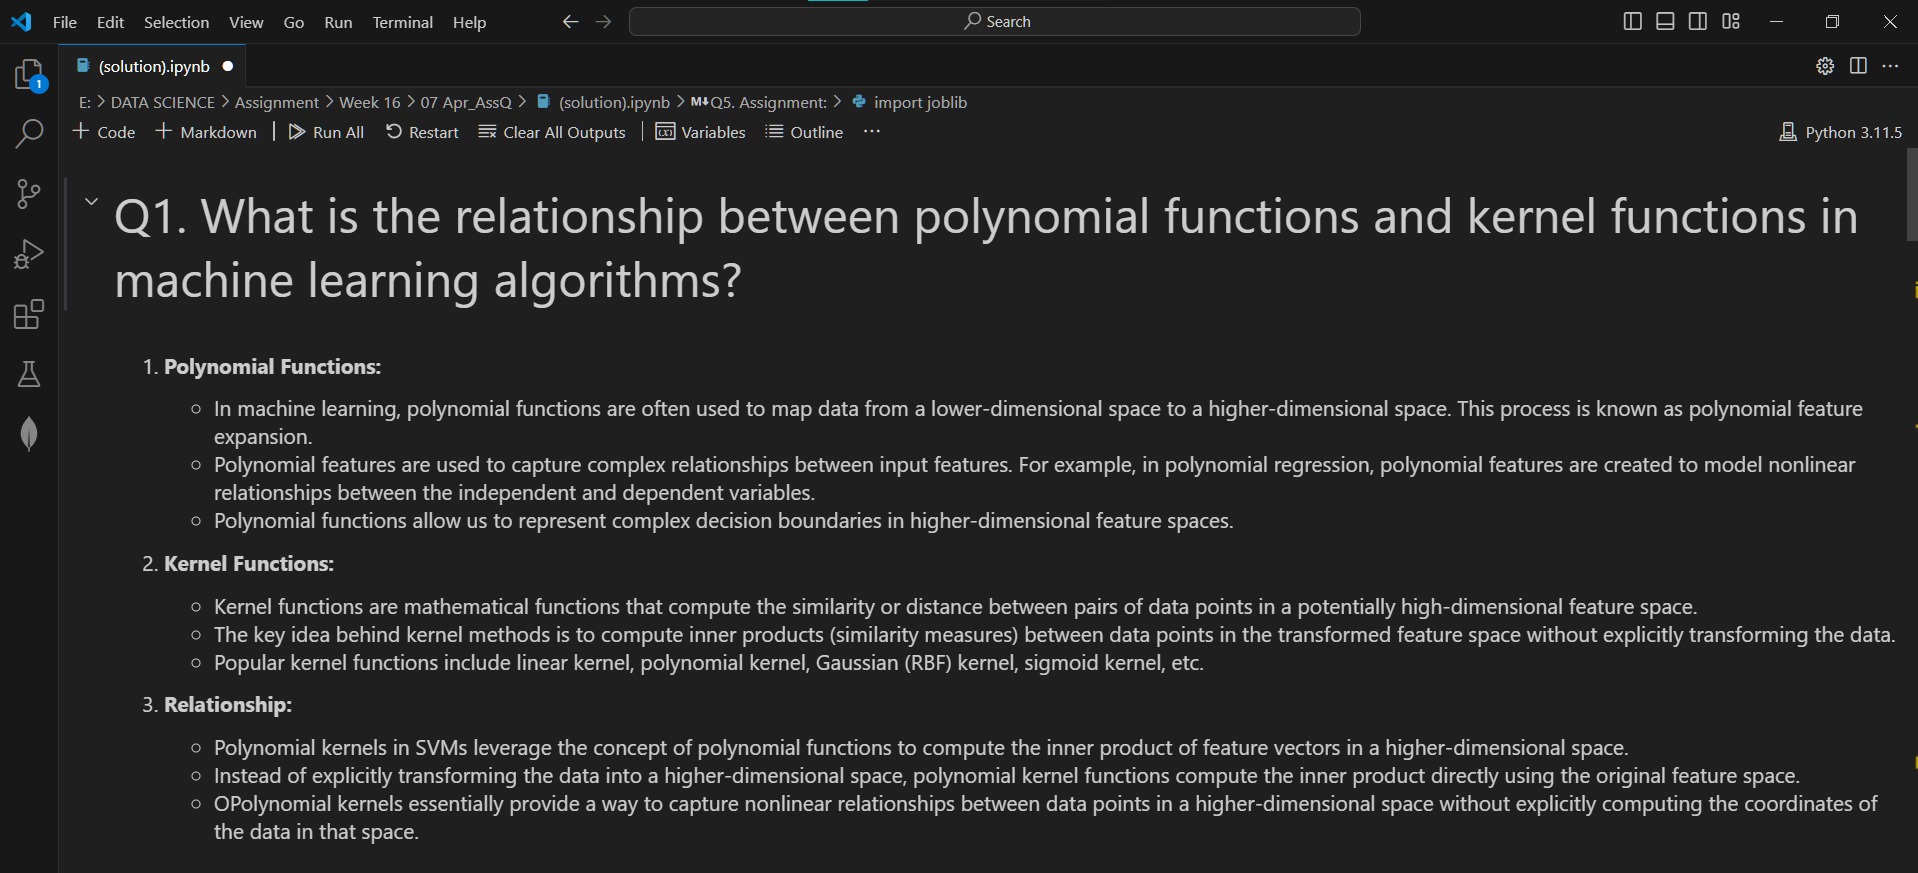 File Edit Selection View Go Run Terminal Help Search
1
(solution).ipynb
E: > DATA SCIENCE > Assignment > Week 16 > 07 Apr_AssQ > (solution).ipynb > M↓Q5. Assignment: > import joblib
+ Code + Markdown | Run All Restart Clear All Outputs | (x) Variables Outline ... Python 3.11.5
Q1. What is the relationship between polynomial functions and kernel functions in
machine learning algorithms?
1. Polynomial Functions:
○ In machine learning, polynomial functions are often used to map data from a lower-dimensional space to a higher-dimensional space. This process is known as polynomial feature
expansion.
○ Polynomial features are used to capture complex relationships between input features. For example, in polynomial regression, polynomial features are created to model nonlinear
relationships between the independent and dependent variables.
○ Polynomial functions allow us to represent complex decision boundaries in higher-dimensional feature spaces.
2. Kernel Functions:
○ Kernel functions are mathematical functions that compute the similarity or distance between pairs of data points in a potentially high-dimensional feature space.
○ The key idea behind kernel methods is to compute inner products (similarity measures) between data points in the transformed feature space without explicitly transforming the data.
○ Popular kernel functions include linear kernel, polynomial kernel, Gaussian (RBF) kernel, sigmoid kernel, etc.
3. Relationship:
○ Polynomial kernels in SVMs leverage the concept of polynomial functions to compute the inner product of feature vectors in a higher-dimensional space.
○ Instead of explicitly transforming the data into a higher-dimensional space, polynomial kernel functions compute the inner product directly using the original feature space.
○ OPolynomial kernels essentially provide a way to capture nonlinear relationships between data points in a higher-dimensional space without explicitly computing the coordinates of
the data in that space.